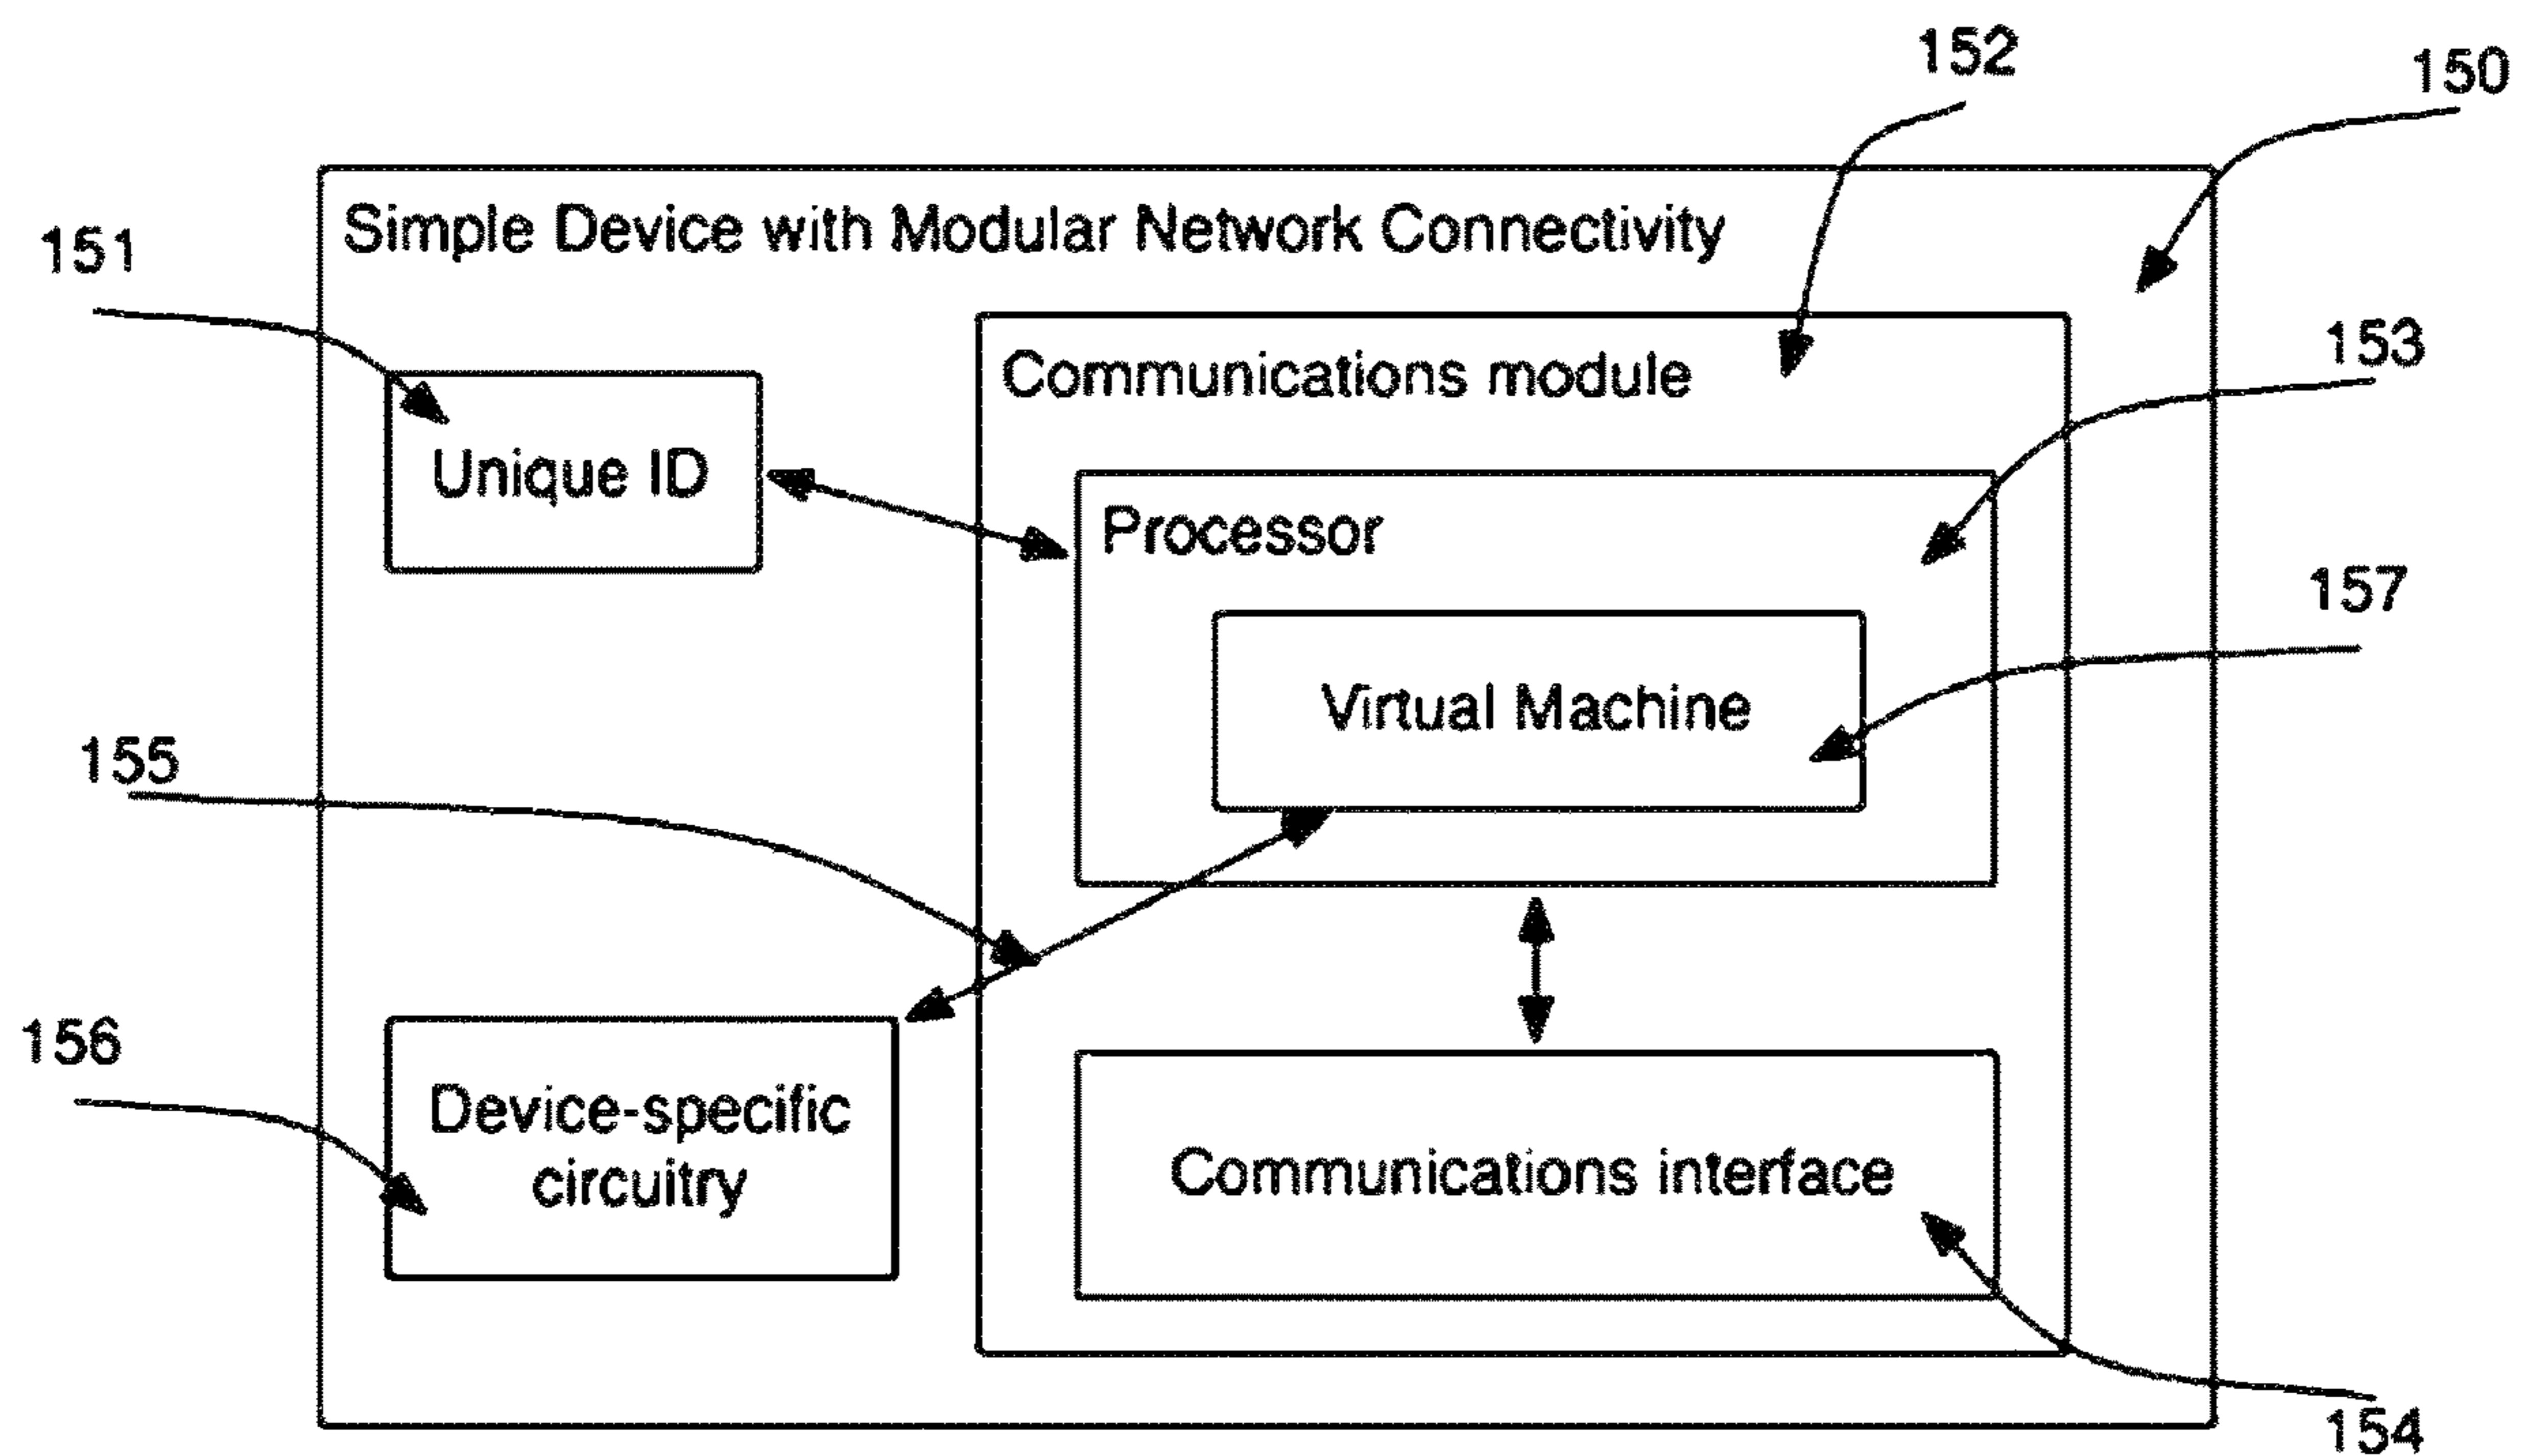 152
150
Simple Device with Modular Network Connectivity
151
Communications module
153
Unique ID
Processor
157
Virtual Machine
155
156
Device-specific
circuitry
Communications interface
154